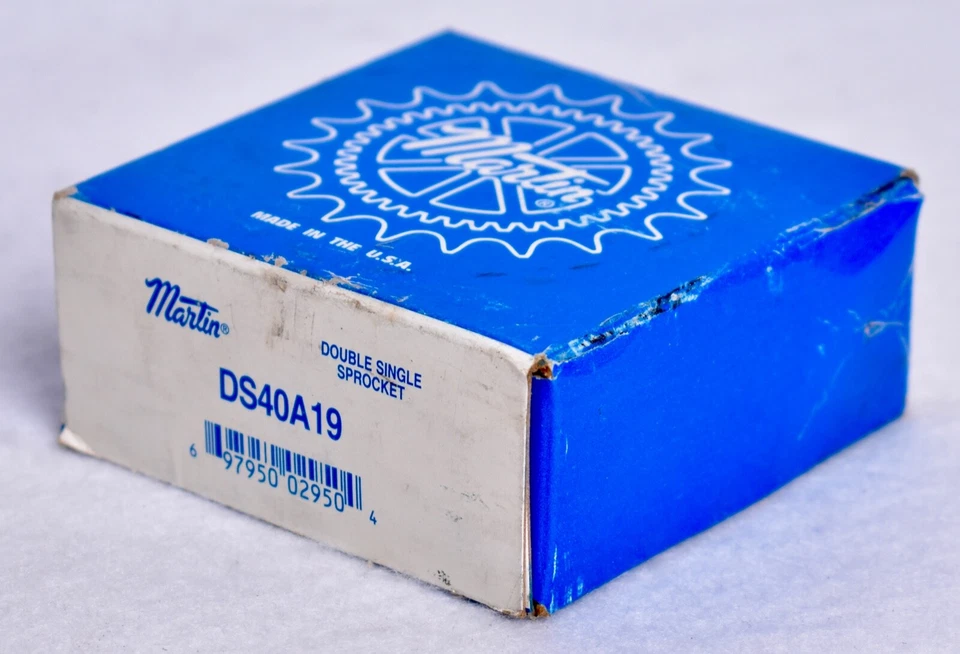 Martin®
MADE IN THE U.S.A.
Martin®
DOUBLE SINGLE
SPROCKET
DS40A19
6 97950 02950 4